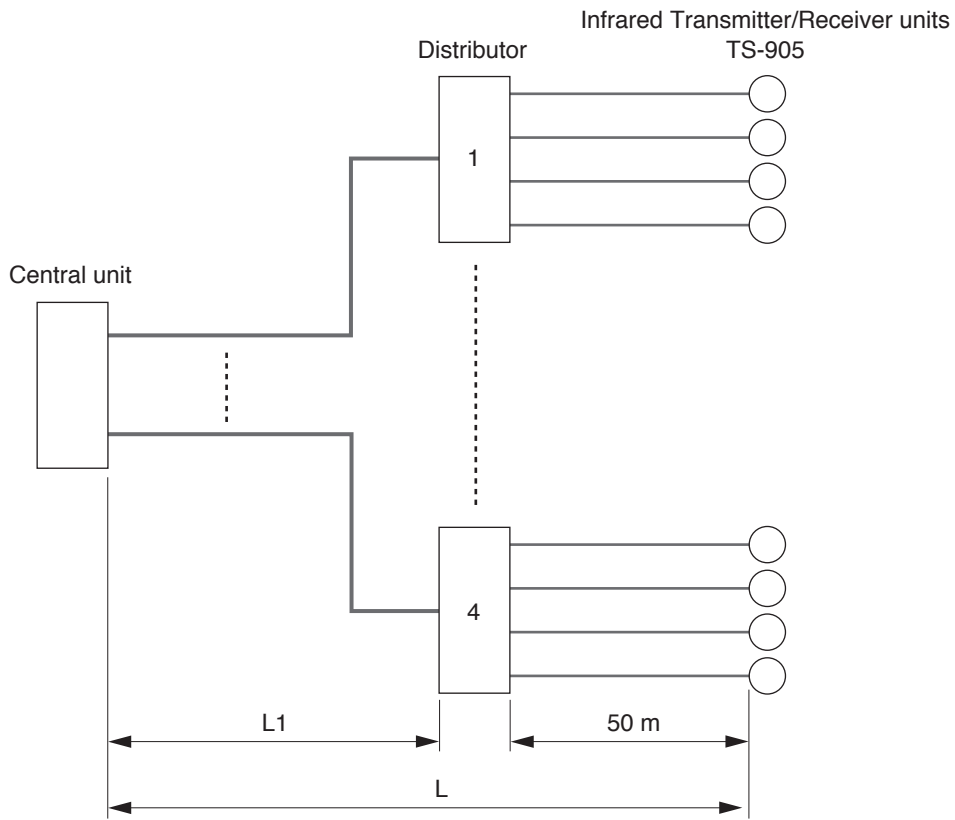 Infrared Transmitter/Receiver units
TS-905
Distributor
1
Central unit
4
L1
50 m
L